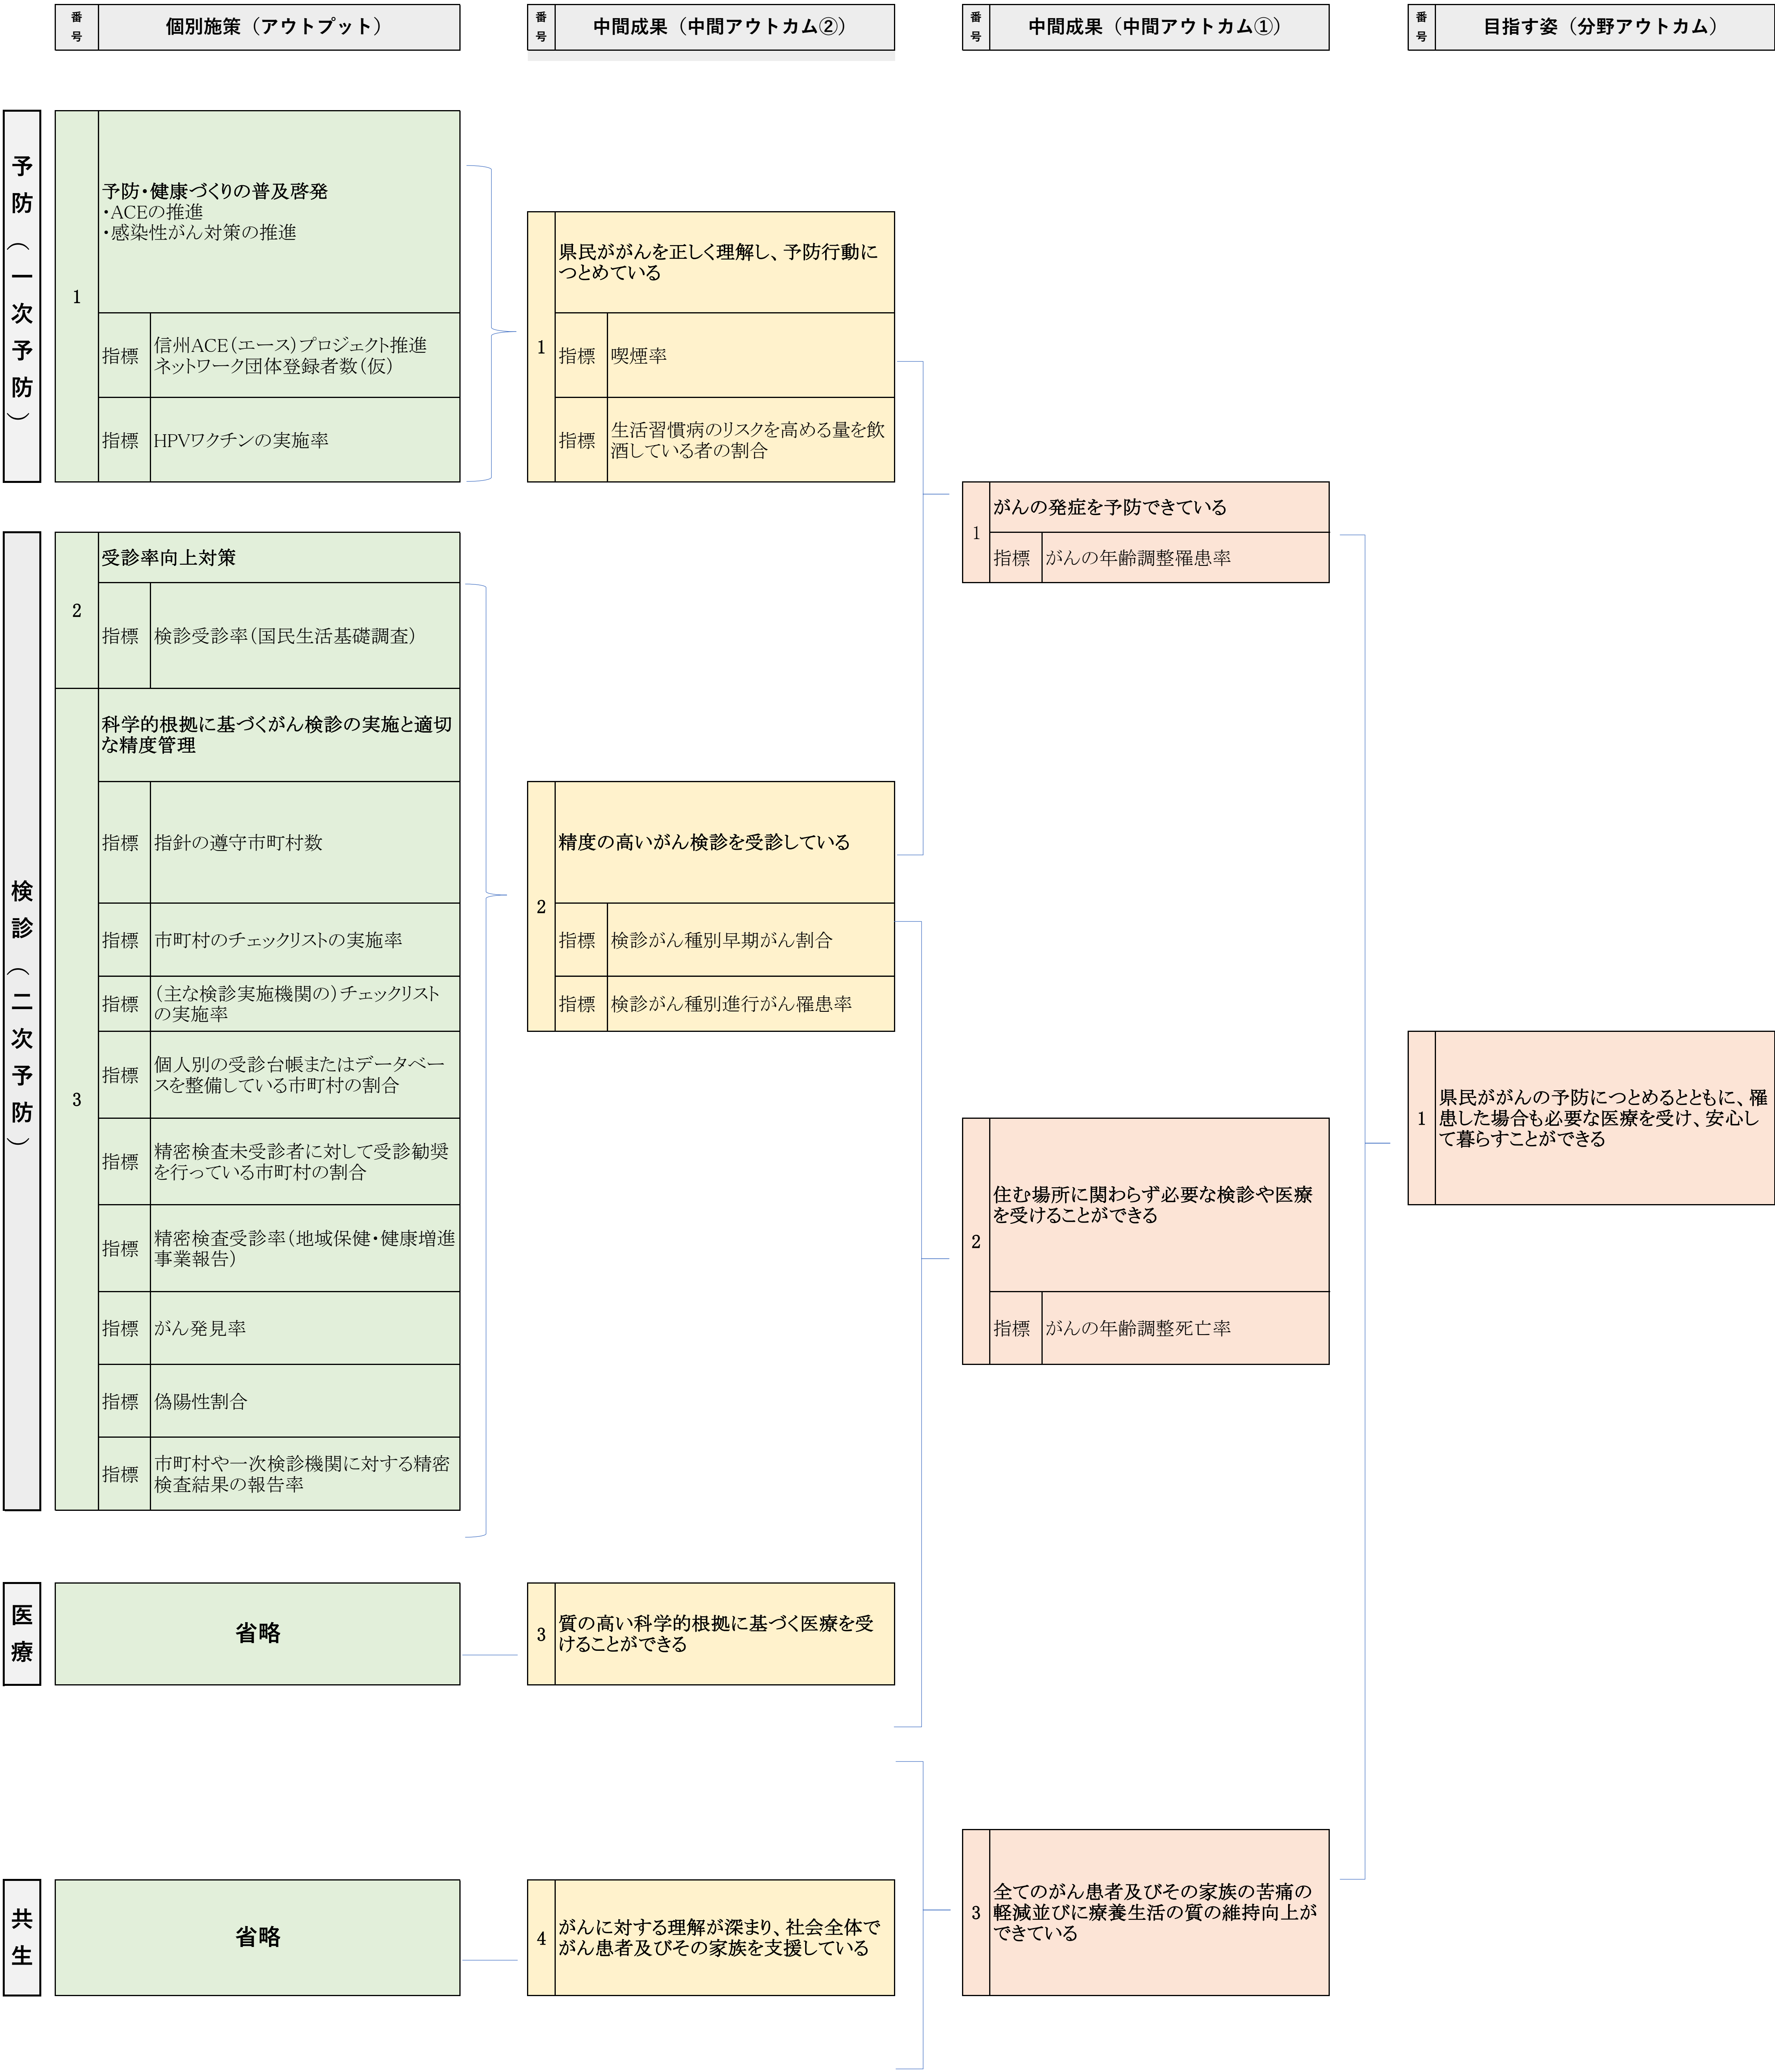 番号
個別施策（アウトプット）
番号
中間成果（中間アウトカム②）
番号
中間成果（中間アウトカム①）
番号
目指す姿（分野アウトカム）
予防（一次予防）
1
予防・健康づくりの普及啓発
・ACEの推進
・感染性がん対策の推進
指標
信州ACE（エース）プロジェクト推進
ネットワーク団体登録者数（仮）
指標
HPVワクチンの実施率
1
県民ががんを正しく理解し、予防行動に
つとめている
指標
喫煙率
指標
生活習慣病のリスクを高める量を飲
酒している者の割合
1
がんの発症を予防できている
指標
がんの年齢調整罹患率
検診（二次予防）
2
受診率向上対策
指標
検診受診率（国民生活基礎調査）
3
科学的根拠に基づくがん検診の実施と適切
な精度管理
指標
指針の遵守市町村数
指標
市町村のチェックリストの実施率
指標
（主な検診実施機関の）チェックリスト
の実施率
指標
個人別の受診台帳またはデータベー
スを整備している市町村の割合
指標
精密検査未受診者に対して受診勧奨
を行っている市町村の割合
指標
精密検査受診率（地域保健・健康増進
事業報告）
指標
がん発見率
指標
偽陽性割合
指標
市町村や一次検診機関に対する精密
検査結果の報告率
2
精度の高いがん検診を受診している
指標
検診がん種別早期がん割合
指標
検診がん種別進行がん罹患率
2
住む場所に関わらず必要な検診や医療
を受けることができる
指標
がんの年齢調整死亡率
1
県民ががんの予防につとめるとともに、罹
患した場合も必要な医療を受け、安心し
て暮らすことができる
医療
省略
3
質の高い科学的根拠に基づく医療を受
けることができる
共生
省略
4
がんに対する理解が深まり、社会全体で
がん患者及びその家族を支援している
3
全てのがん患者及びその家族の苦痛の
軽減並びに療養生活の質の維持向上が
できている